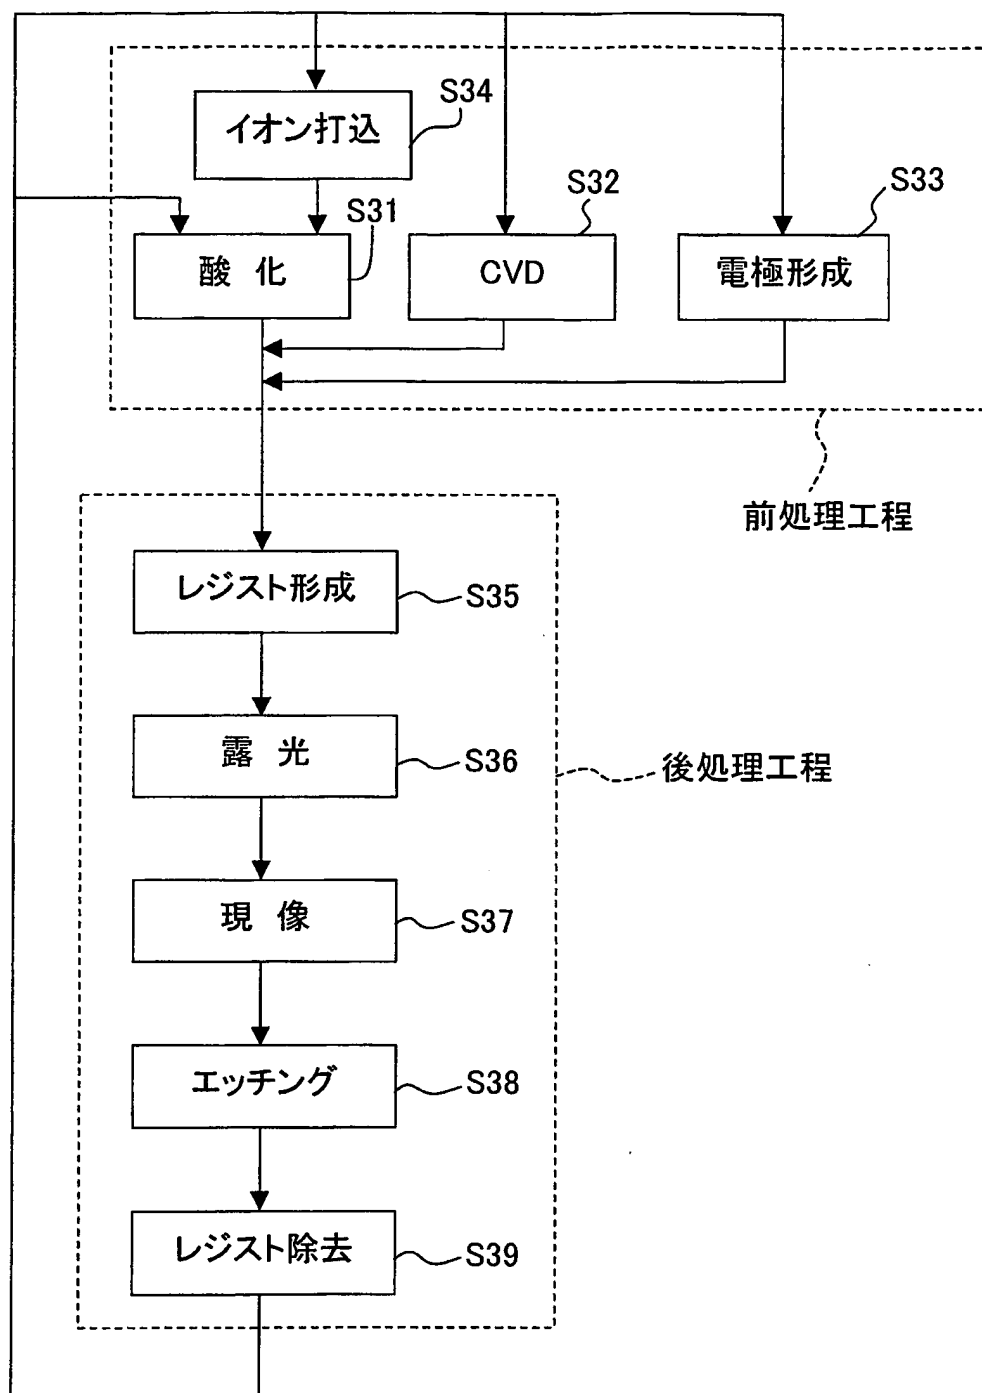 S34
イオン打込
S32
S33
S31
酸 化
CVD
電極形成
前処理工程
レジスト形成
S35
露 光
S36
後処理工程
現 像
S37
エッチング
S38
レジスト除去
S39